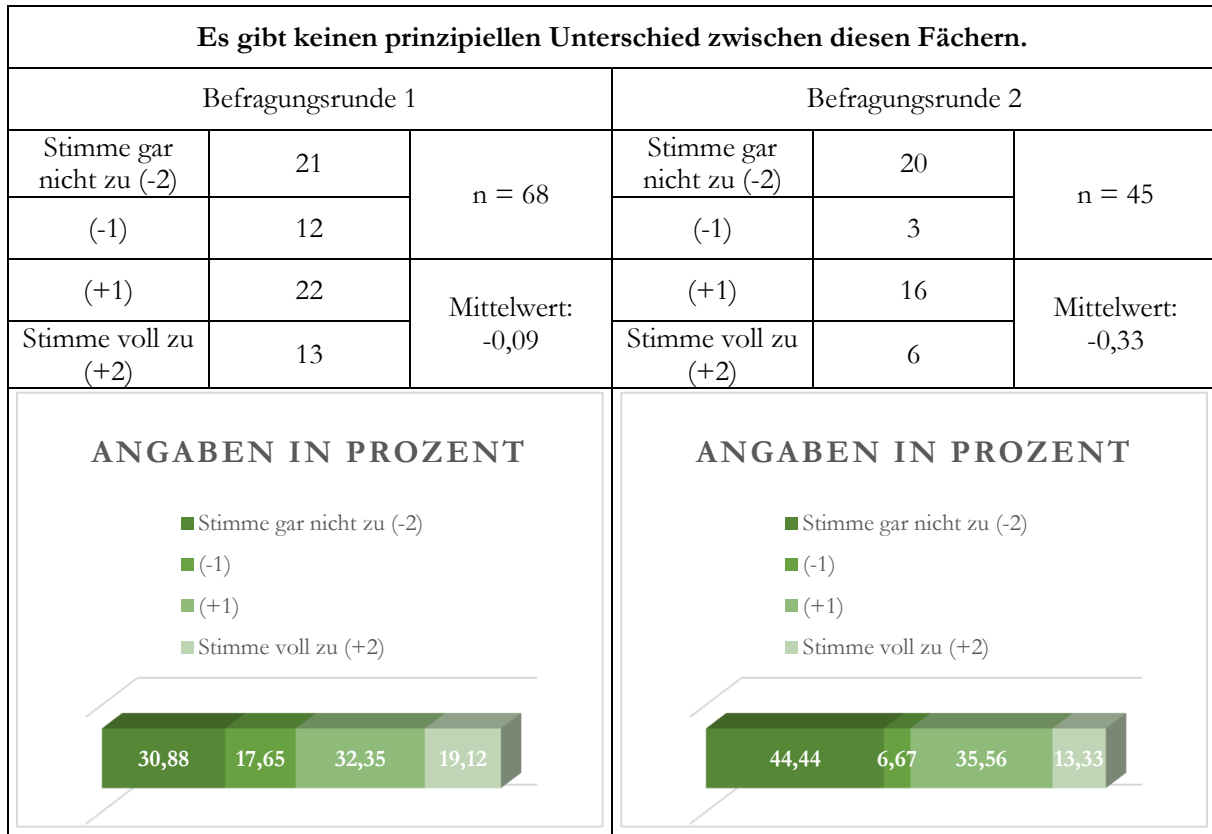 Es gibt keinen prinzipiellen Unterschied zwischen diesen Fächern.
Befragungsrunde 1
Befragungsrunde 2
Stimme gar
nicht zu (-2)
21
n = 68
(-1)
12
(+1)
22
Mittelwert:
-0,09
Stimme voll zu
(+2)
13
Stimme gar
nicht zu (-2)
20
n = 45
(-1)
3
(+1)
16
Mittelwert:
-0,33
Stimme voll zu
(+2)
6
ANGABEN IN PROZENT
Stimme gar nicht zu (-2)
(-1)
(+1)
Stimme voll zu (+2)
30,88 17,65 32,35 19,12
ANGABEN IN PROZENT
Stimme gar nicht zu (-2)
(-1)
(+1)
Stimme voll zu (+2)
44,44 6,67 35,56 13,33